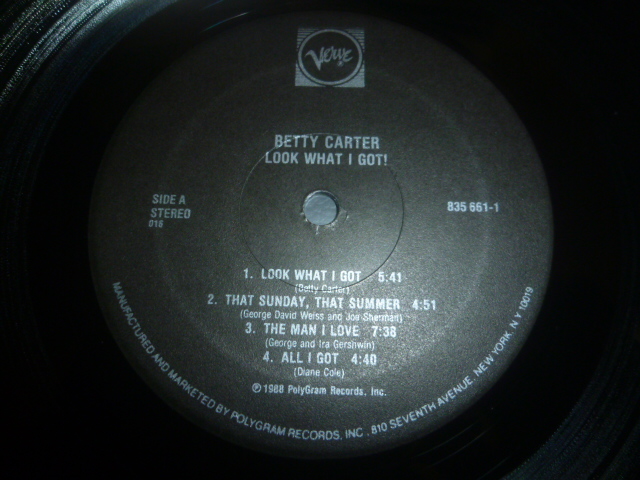 Verve
BETTY CARTER
LOOK WHAT I GOT!
SIDE A
STEREO
016
835 661-1
1. LOOK WHAT I GOT 5:41
(Betty Carter)
2. THAT SUNDAY, THAT SUMMER 4:51
(George David Weiss and Joe Sherman)
3. THE MAN I LOVE 7:38
(George and Ira Gershwin)
4. ALL I GOT 4:40
(Diane Cole)
℗ 1988 PolyGram Records, Inc.
MANUFACTURED AND MARKETED BY POLYGRAM RECORDS, INC., 810 SEVENTH AVENUE, NEW YORK, N.Y. 10019